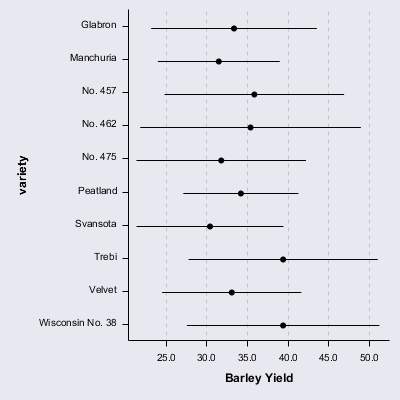 Glabron
Manchuria
No. 457
No. 462
No. 475
Peatland
Svansota
Trebi
Velvet
Wisconsin No. 38
variety
25.0 30.0 35.0 40.0 45.0 50.0
Barley Yield